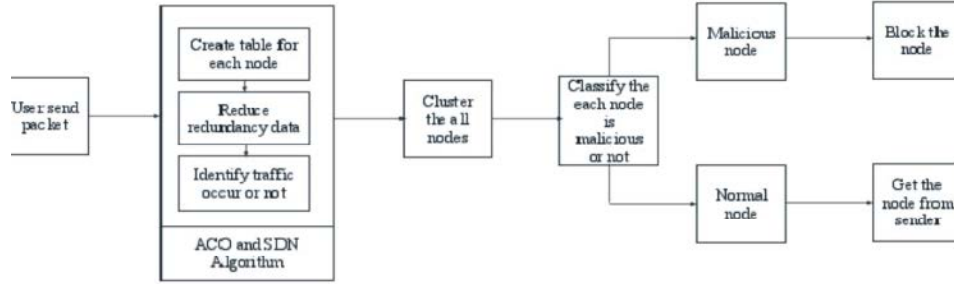 User send
packet
Create table for
each node
Reduce
redundancy data
Identify traffic
occur or not
ACO and SDN
Algorithm
Cluster
the all
nodes
Classify the
each node
is
malicious
or not
Malicious
node
Block the
node
Normal
node
Get the
node from
sender